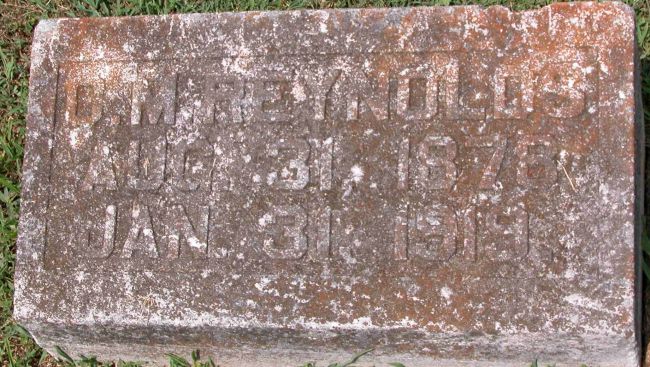 D. M. REYNOLDS
AUG. 31, 1876
JAN. 31, 1919.